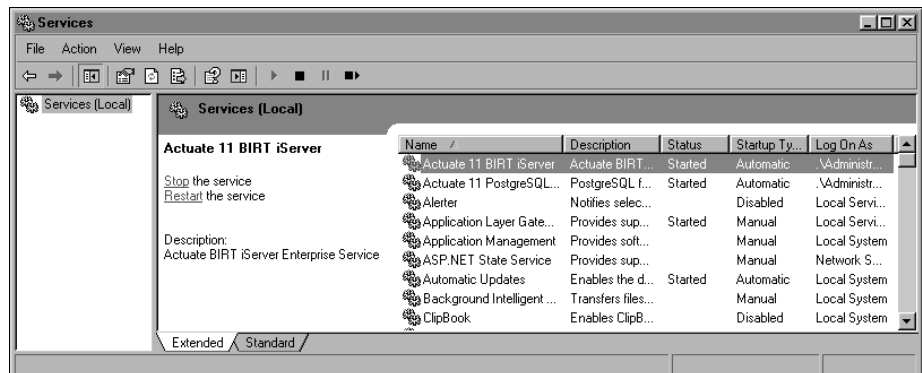 Services
File Action View Help
Services (Local)
Services (Local)
Actuate 11 BIRT iServer
Stop the service
Restart the service
Description:
Actuate BIRT iServer Enterprise Service
Name Description Status Startup Ty... Log On As
Actuate 11 BIRT iServer Actuate BIRT... Started Automatic .\Administr...
Actuate 11 PostgreSQL... PostgreSQL f... Started Automatic .\Administr...
Alerter Notifies selec... Disabled Local Servi...
Application Layer Gate... Provides sup... Started Manual Local Servi...
Application Management Provides soft... Manual Local System
ASP.NET State Service Provides sup... Manual Network S...
Automatic Updates Enables the d... Started Automatic Local System
Background Intelligent ... Transfers files... Manual Local System
ClipBook Enables ClipB... Disabled Local System
Extended Standard